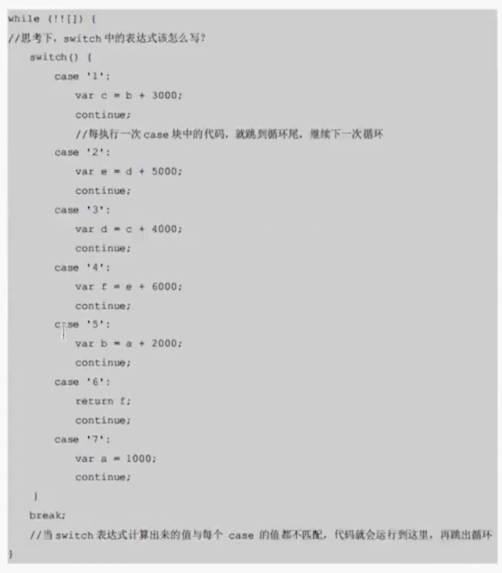 while (!![]) {
//思考下，switch 中的表达式该怎么写?
switch() {
case '1':
var c = b + 3000;
continue;
//每执行一次 case 块中的代码，就跳到循环尾，继续下一次循环
case '2':
var e = d + 5000;
continue;
case '3':
var d = c + 4000;
continue;
case '4':
var f = e + 6000;
continue;
case '5':
var b = a + 2000;
continue;
case '6':
return f;
continue;
case '7':
var a = 1000;
continue;
}
break;
//当 switch 表达式计算出来的值与每个 case 的值都不匹配，代码就会运行到这里，再跳出循环
}